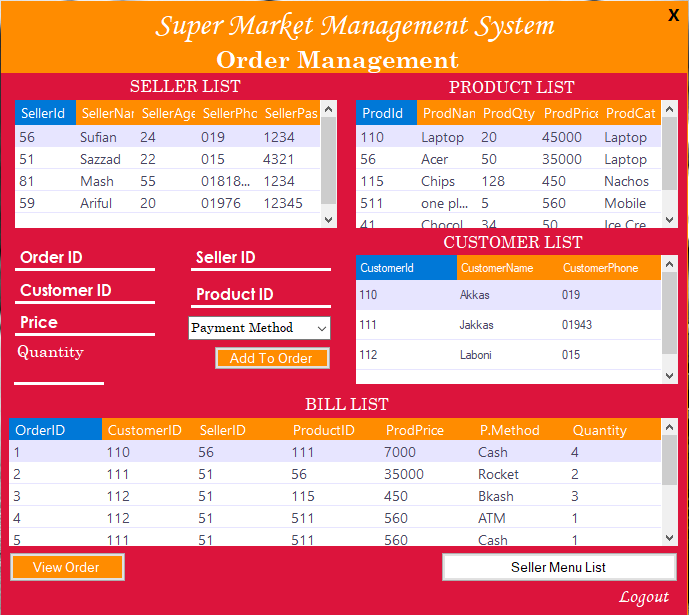 Super Market Management System
X
Order Management
SELLER LIST
SellerId SellerNar SellerAge SellerPho SellerPas
56 Sufian 24 019 1234
51 Sazzad 22 015 4321
81 Mash 55 01818... 1234
59 Ariful 20 01976 12345
PRODUCT LIST
ProdId ProdNan ProdQty ProdPrice ProdCat
110 Laptop 20 45000 Laptop
56 Acer 50 35000 Laptop
115 Chips 128 450 Nachos
511 one pl... 5 560 Mobile
41 Chocol 34 50 Ice Cre
Order ID
Seller ID
Customer ID
Product ID
Price
Payment Method
Quantity
Add To Order
CUSTOMER LIST
CustomerId CustomerName CustomerPhone
110 Akkas 019
111 Jakkas 01943
112 Laboni 015
BILL LIST
OrderID CustomerID SellerID ProductID ProdPrice P.Method Quantity
1 110 56 111 7000 Cash 4
2 111 51 56 35000 Rocket 2
3 112 51 115 450 Bkash 3
4 112 51 511 560 ATM 1
5 111 51 511 560 Cash 1
View Order
Seller Menu List
Logout